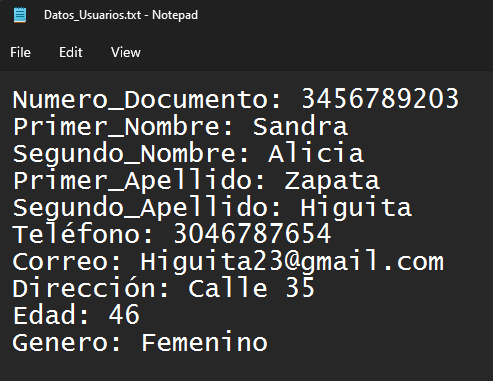 Datos_Usuarios.txt - Notepad
File Edit View
Numero_Documento: 3456789203
Primer_Nombre: Sandra
Segundo_Nombre: Alicia
Primer_Apellido: Zapata
Segundo_Apellido: Higuita
Teléfono: 3046787654
Correo: Higuita23@gmail.com
Dirección: Calle 35
Edad: 46
Genero: Femenino